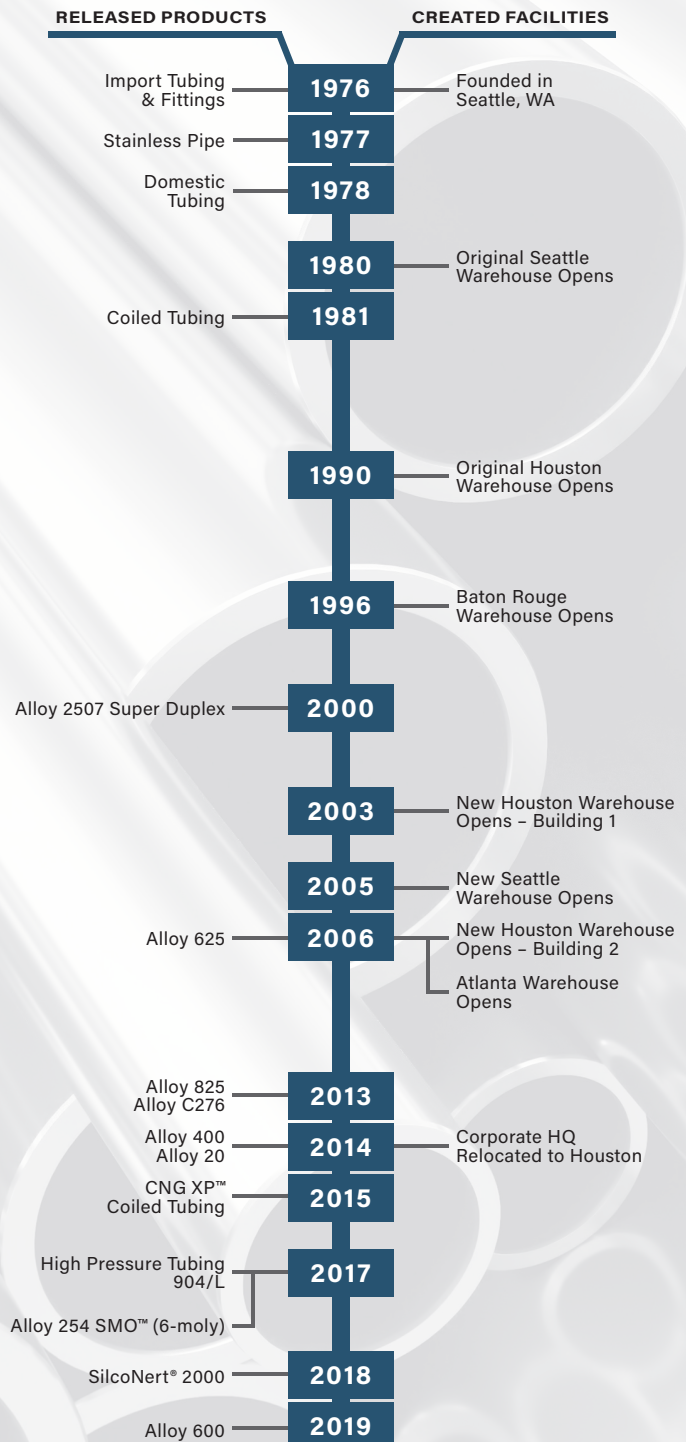 RELEASED PRODUCTS
CREATED FACILITIES
Import Tubing
& Fittings
1976
Founded in
Seattle, WA
Stainless Pipe
1977
Domestic
Tubing
1978
1980
Original Seattle
Warehouse Opens
Coiled Tubing
1981
1990
Original Houston
Warehouse Opens
1996
Baton Rouge
Warehouse Opens
Alloy 2507 Super Duplex
2000
2003
New Houston Warehouse
Opens – Building 1
2005
New Seattle
Warehouse Opens
Alloy 625
2006
New Houston Warehouse
Opens – Building 2
Atlanta Warehouse
Opens
Alloy 825
Alloy C276
2013
Alloy 400
Alloy 20
2014
Corporate HQ
Relocated to Houston
CNG XP™
Coiled Tubing
2015
High Pressure Tubing
904/L
2017
Alloy 254 SMO™ (6-moly)
SilcoNert® 2000
2018
Alloy 600
2019